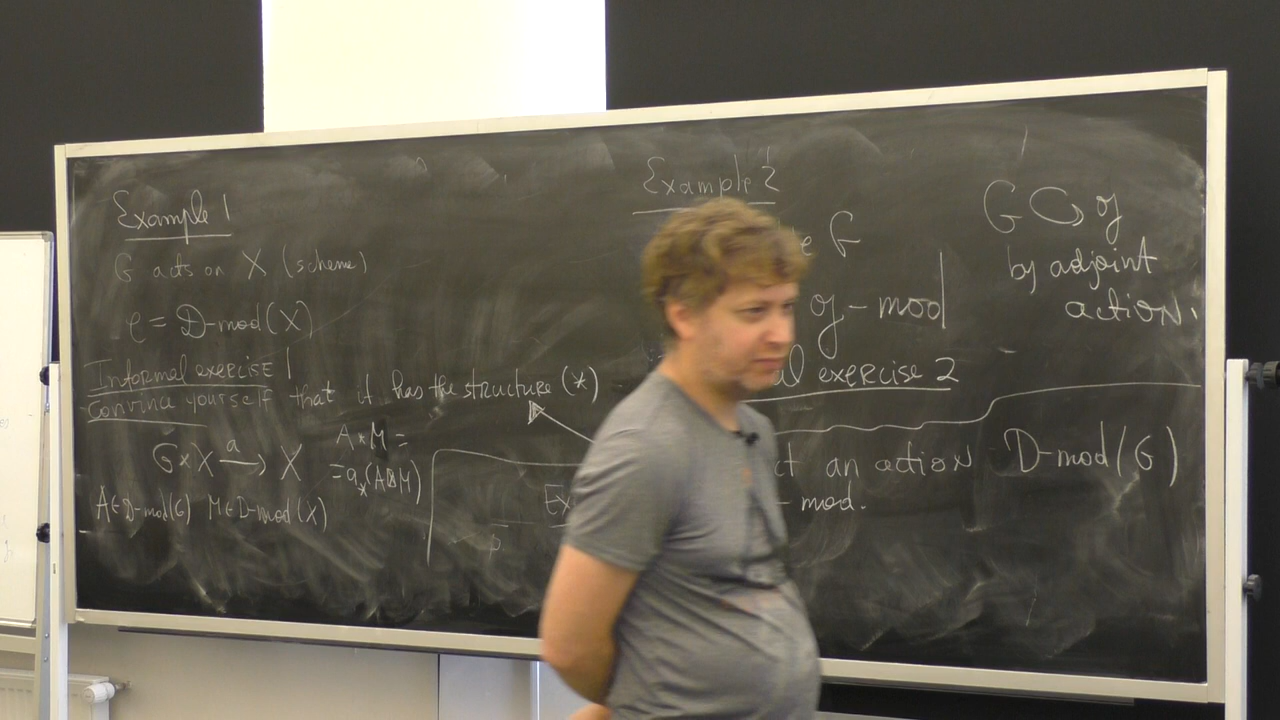 Example 1
G acts on X (scheme)
𝒞 = D-mod(X)
Informal exercise 1
Convince yourself that it has the structure (*)
G × X →ᵃ X
A * M =
= a_*(A ⊠ M)
A ∈ D-mod(G) M ∈ D-mod(X)
Example 2
G
𝔤-mod
exercise 2
an action D-mod(G)
-mod.
G ↻ 𝔤
by adjoint
action.